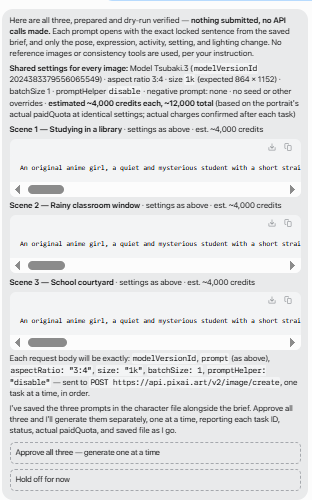 Here are all three, prepared and dry-run verified — nothing submitted, no API
calls made. Each prompt opens with the exact locked sentence from the saved
brief, and only the pose, expression, activity, setting, and lighting change. No
reference images or consistency tools are used, per your instruction.
Shared settings for every image: Model Tsubaki.3 (modelVersionId
2024383379556065549) · aspect ratio 3:4 · size 1k (expected 864 × 1152) ·
batchSize 1 · promptHelper disable · negative prompt: none · no seed or other
overrides · estimated ~4,000 credits each, ~12,000 total (based on the portrait's
actual paidQuota at identical settings; actual charges confirmed after each task)
Scene 1 — Studying in a library · settings as above · est. ~4,000 credits
An original anime girl, a quiet and mysterious student with a short strai
Scene 2 — Rainy classroom window · settings as above · est. ~4,000 credits
An original anime girl, a quiet and mysterious student with a short strai
Scene 3 — School courtyard · settings as above · est. ~4,000 credits
An original anime girl, a quiet and mysterious student with a short strai
Each request body will be exactly: modelVersionId, prompt (as above),
aspectRatio: "3:4", size: "1k", batchSize: 1, promptHelper:
"disable" — sent to POST https://api.pixai.art/v2/image/create, one
task at a time, in order.
I've saved the three prompts in the character file alongside the brief. Approve all
three and I'll generate them separately, one at a time, reporting each task ID,
status, actual paidQuota, and saved file as I go.
Approve all three — generate one at a time
Hold off for now